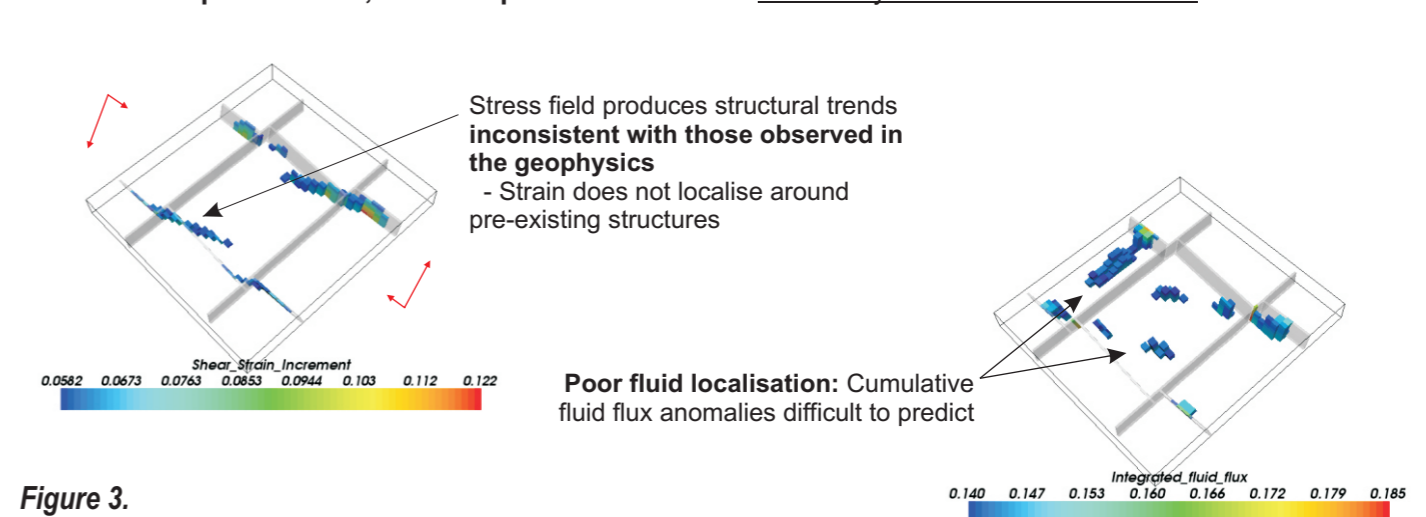 Stress field produces structural trends
inconsistent with those observed in
the geophysics
- Strain does not localise around
pre-existing structures
Shear_Strain_Increment
0.0582 0.0673 0.0763 0.0853 0.0944 0.103 0.112 0.122
Poor fluid localisation: Cumulative
fluid flux anomalies difficult to predict
Integrated_fluid_flux
0.140 0.147 0.153 0.160 0.166 0.172 0.179 0.185
Figure 3.